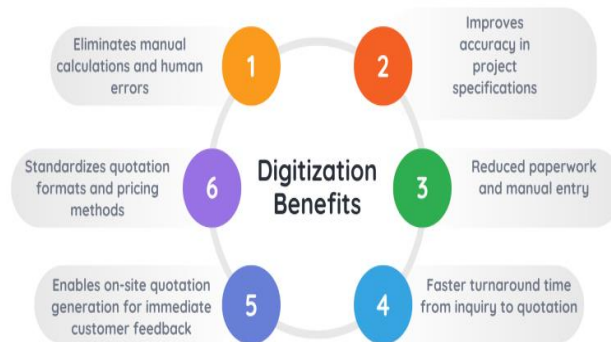 Digitization
Benefits
1
Eliminates manual
calculations and human
errors
2
Improves
accuracy in
project
specifications
3
Reduced paperwork
and manual entry
4
Faster turnaround time
from inquiry to quotation
5
Enables on-site quotation
generation for immediate
customer feedback
6
Standardizes quotation
formats and pricing
methods